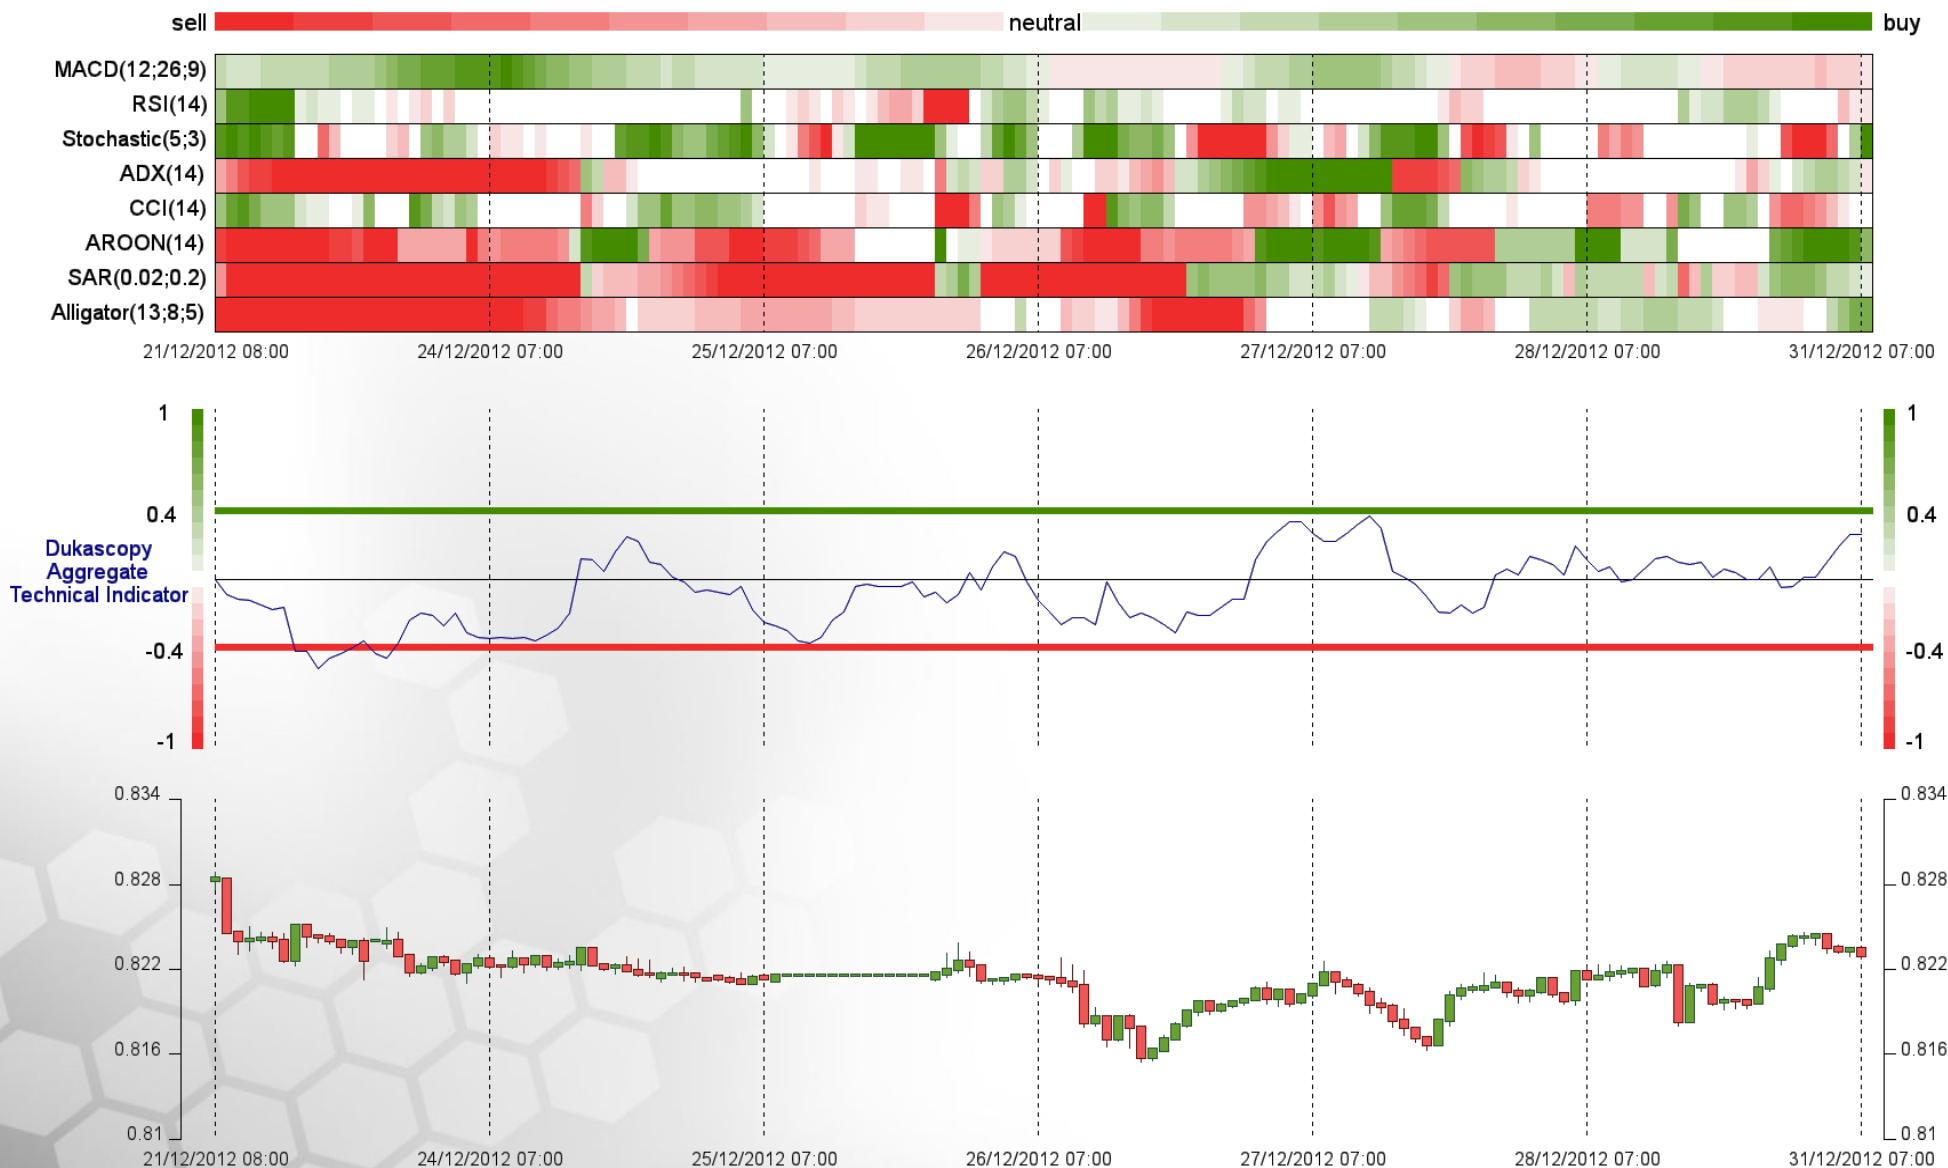 sell neutral buy
MACD(12;26;9)
RSI(14)
Stochastic(5;3)
ADX(14)
CCI(14)
AROON(14)
SAR(0.02;0.2)
Alligator(13;8;5)
21/12/2012 08:00 24/12/2012 07:00 25/12/2012 07:00 26/12/2012 07:00 27/12/2012 07:00 28/12/2012 07:00 31/12/2012 07:00
1 1
0.4 0.4
Dukascopy
Aggregate
Technical Indicator
-0.4 -0.4
-1 -1
0.834 0.834
0.828 0.828
0.822 0.822
0.816 0.816
0.81 0.81
21/12/2012 08:00 24/12/2012 07:00 25/12/2012 07:00 26/12/2012 07:00 27/12/2012 07:00 28/12/2012 07:00 31/12/2012 07:00